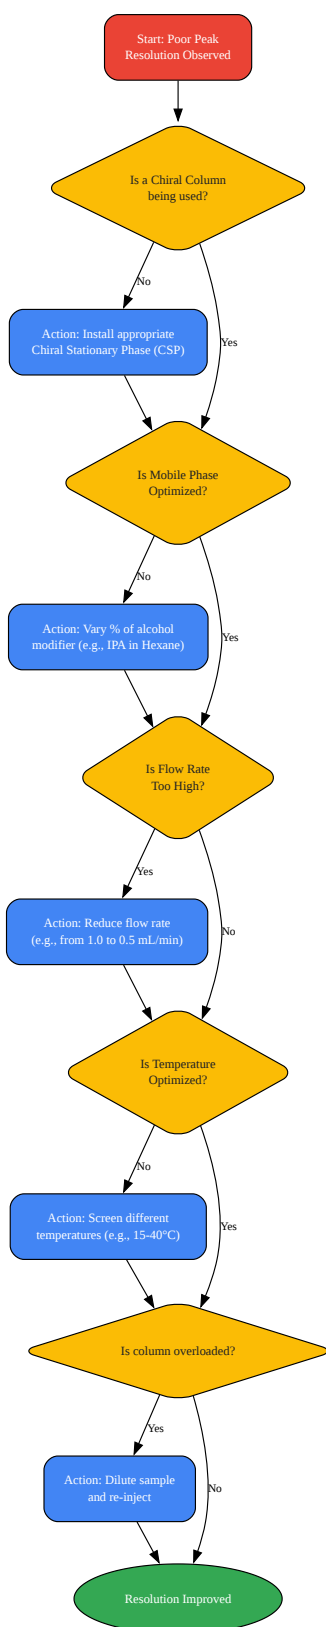 Start: Poor Peak
Resolution Observed
Is a Chiral Column
being used?
No
Action: Install appropriate
Chiral Stationary Phase (CSP)
Yes
Is Mobile Phase
Optimized?
No
Action: Vary % of alcohol
modifier (e.g., IPA in Hexane)
Yes
Is Flow Rate
Too High?
Yes
Action: Reduce flow rate
(e.g., from 1.0 to 0.5 mL/min)
No
Is Temperature
Optimized?
No
Action: Screen different
temperatures (e.g., 15-40°C)
Yes
Is column overloaded?
Yes
Action: Dilute sample
and re-inject
No
Resolution Improved